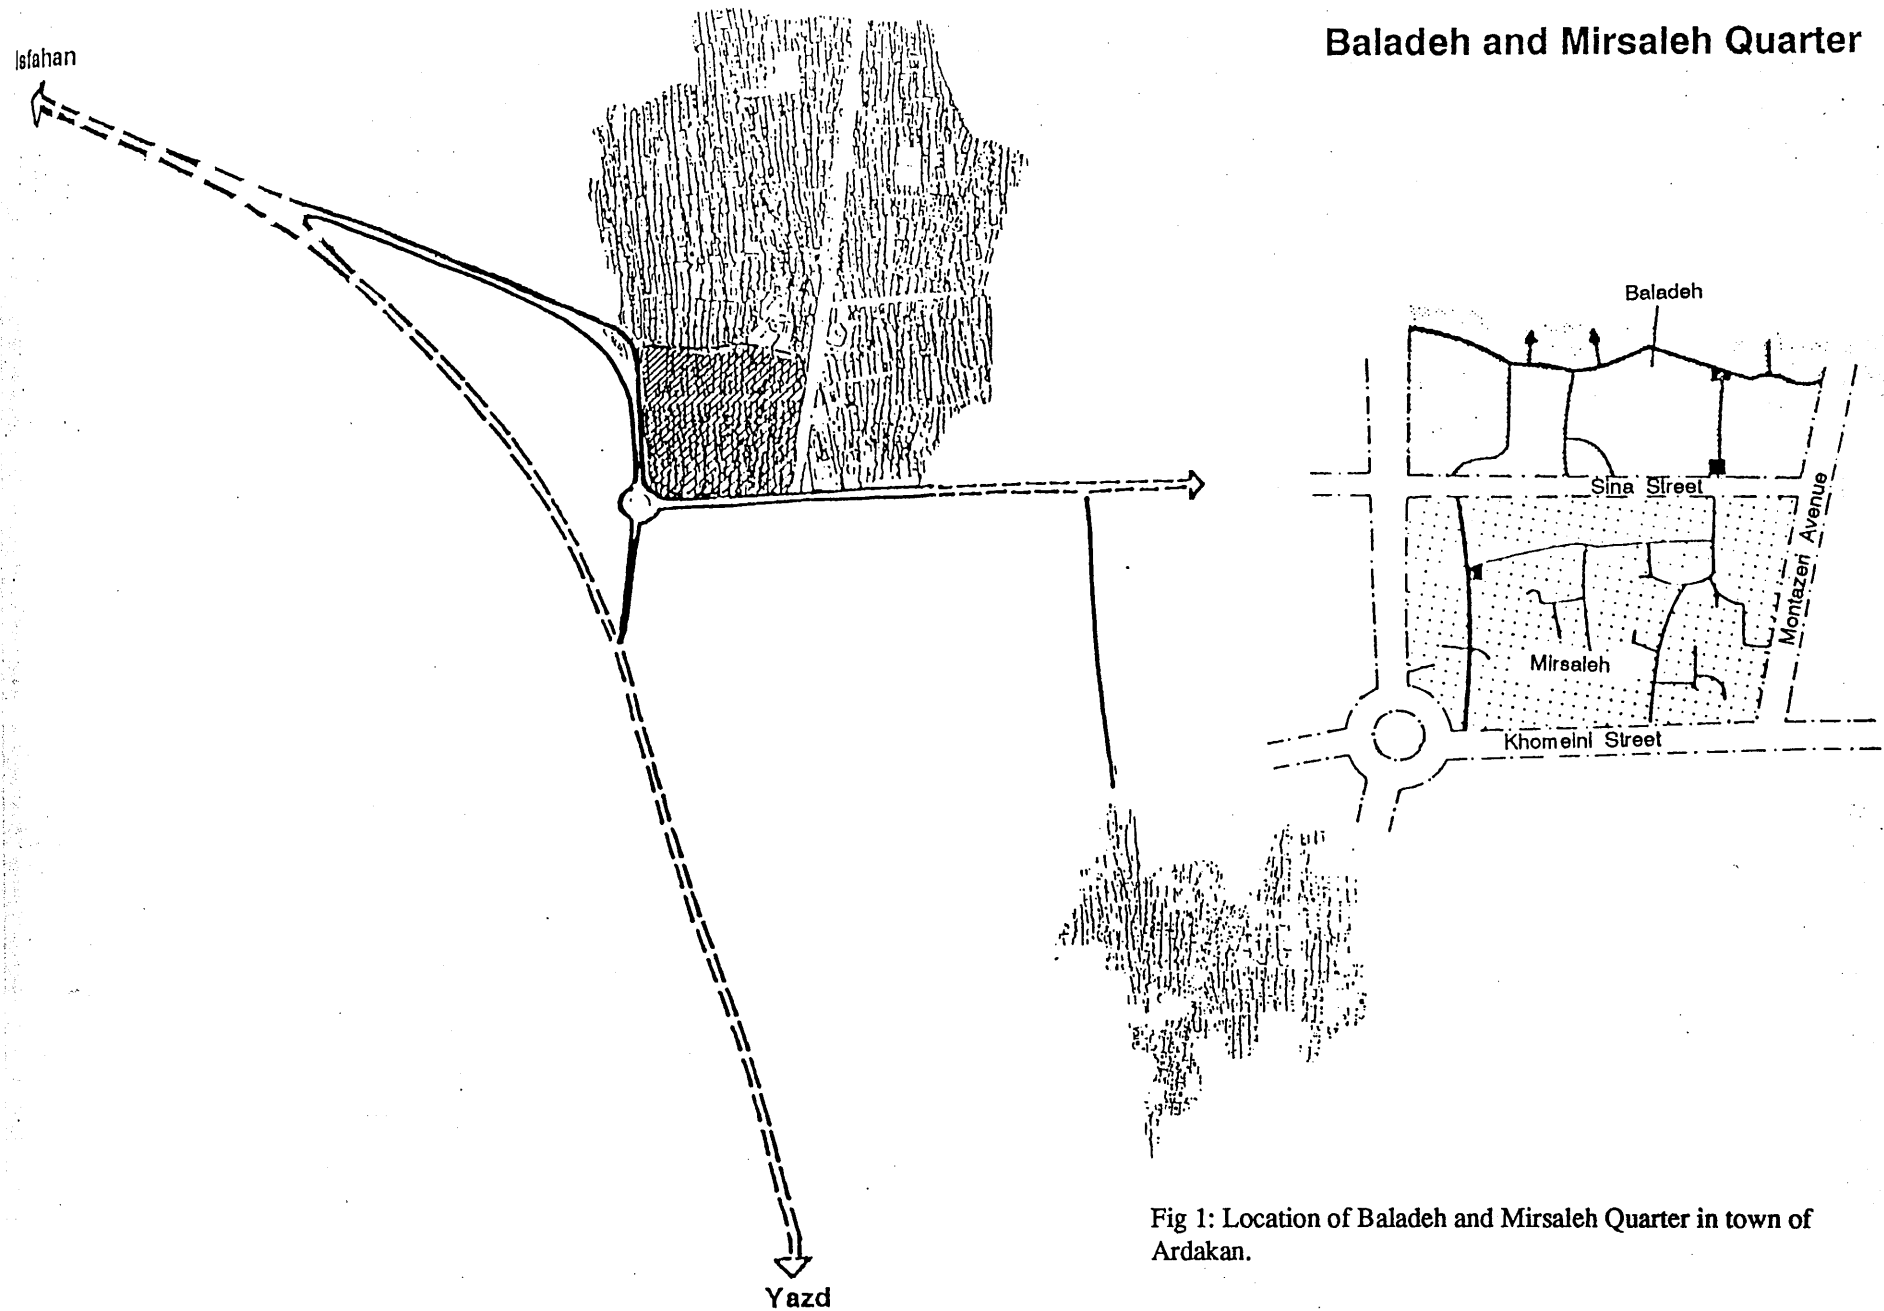 Baladeh and Mirsaleh Quarter
Isfahan
Baladeh
Sina Street
Montazeri Avenue
Mirsaleh
Khomeini Street
Fig 1: Location of Baladeh and Mirsaleh Quarter in town of
Ardakan.
Yazd